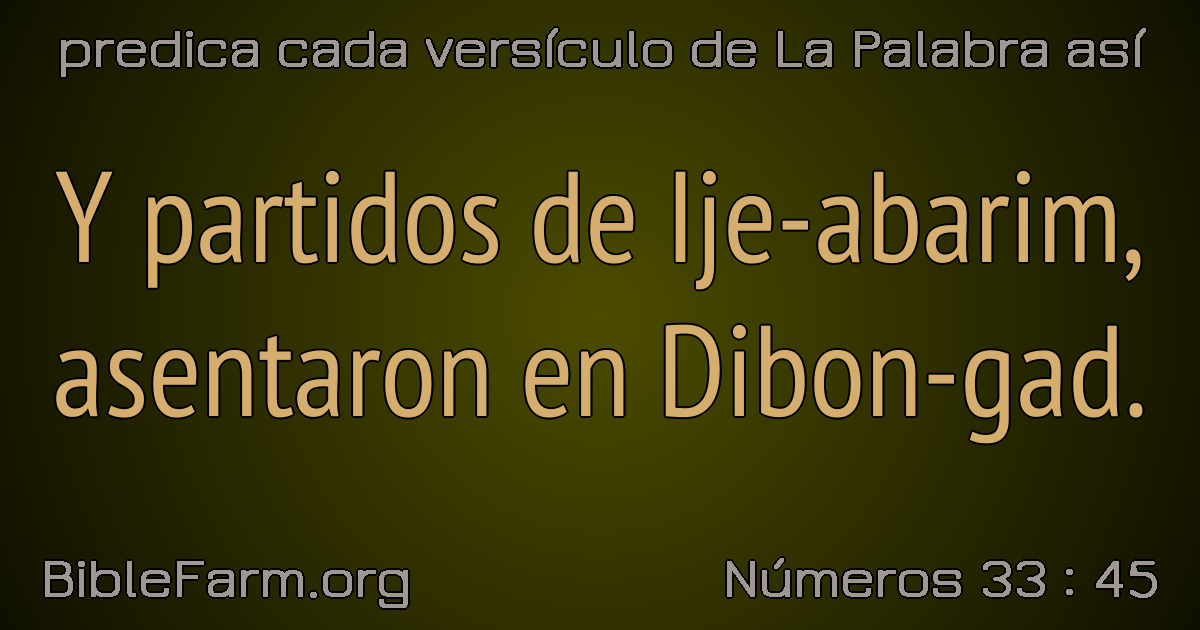 predica cada versículo de La Palabra así
Y partidos de Ije-abarim,
asentaron en Dibon-gad.
BibleFarm.org
Números 33 : 45